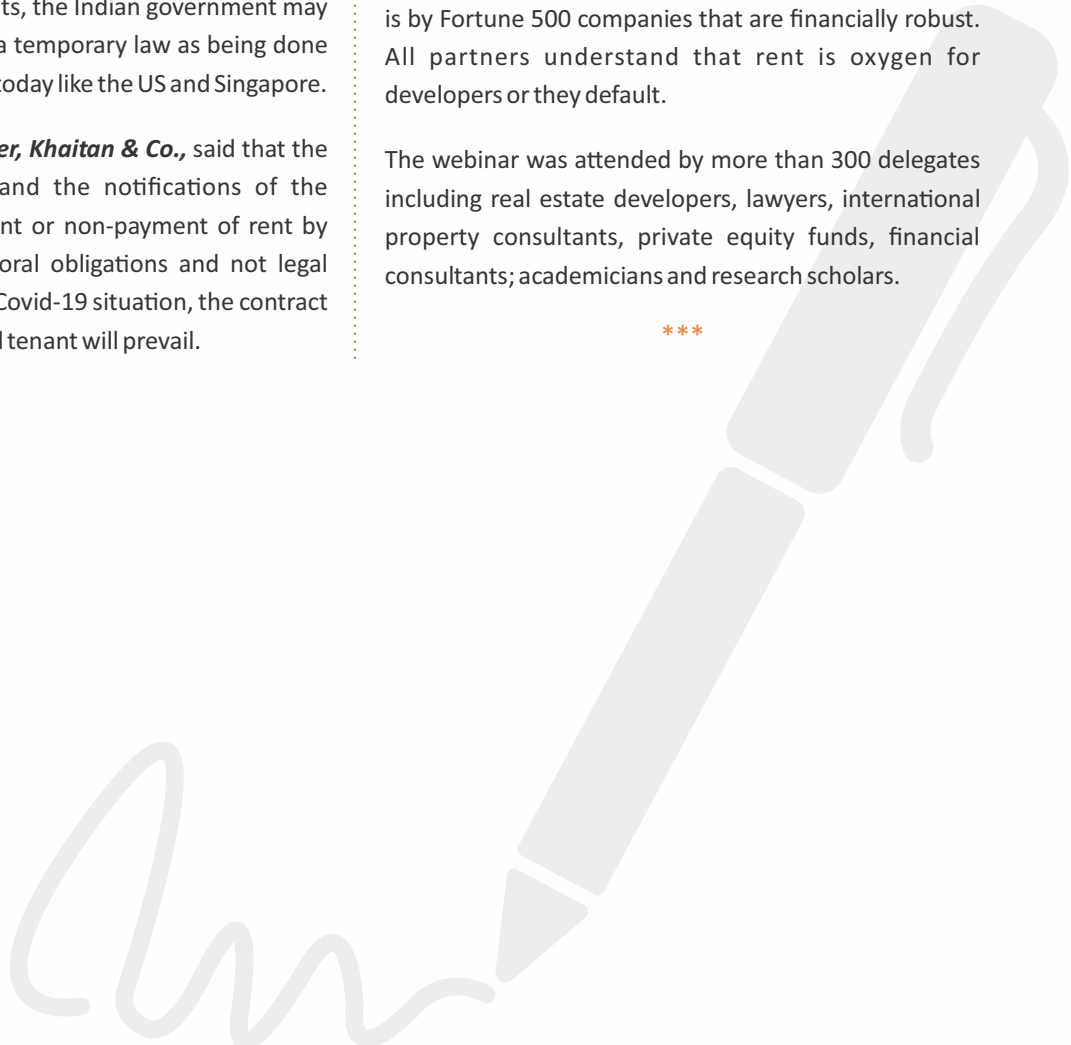 ts, the Indian government may
a temporary law as being done
today like the US and Singapore.
er, Khaitan & Co., said that the
and the notifications of the
nt or non-payment of rent by
oral obligations and not legal
Covid-19 situation, the contract
tenant will prevail.
is by Fortune 500 companies that are financially robust.
All partners understand that rent is oxygen for
developers or they default.
The webinar was attended by more than 300 delegates
including real estate developers, lawyers, international
property consultants, private equity funds, financial
consultants; academicians and research scholars.
***